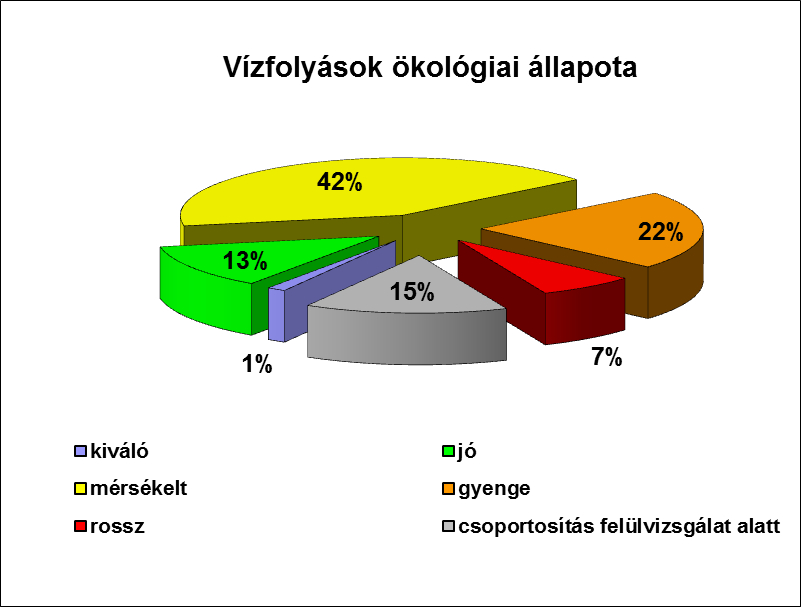 Vízfolyások ökológiai állapota
42%
22%
13%
15%
1%
7%
kiváló
jó
mérsékelt
gyenge
rossz
csoportosítás felülvizsgálat alatt